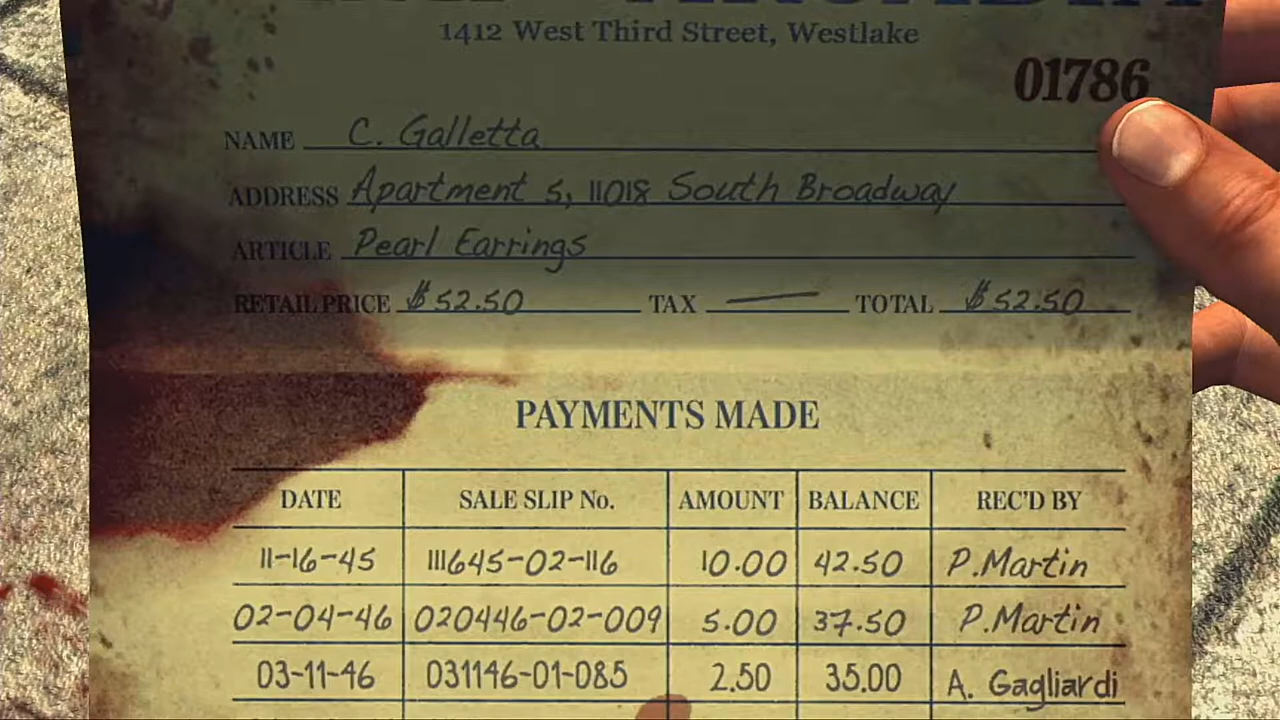 1412 West Third Street, Westlake
01786
NAME C. Galletta
ADDRESS Apartment 5, 11018 South Broadway
ARTICLE Pearl Earrings
RETAIL PRICE $52.50 TAX — TOTAL $52.50
PAYMENTS MADE
DATE SALE SLIP No. AMOUNT BALANCE REC'D BY
11-16-45 111645-02-116 10.00 42.50 P.Martin
02-04-46 020446-02-009 5.00 37.50 P.Martin
03-11-46 031146-01-085 2.50 35.00 A. Gagliardi